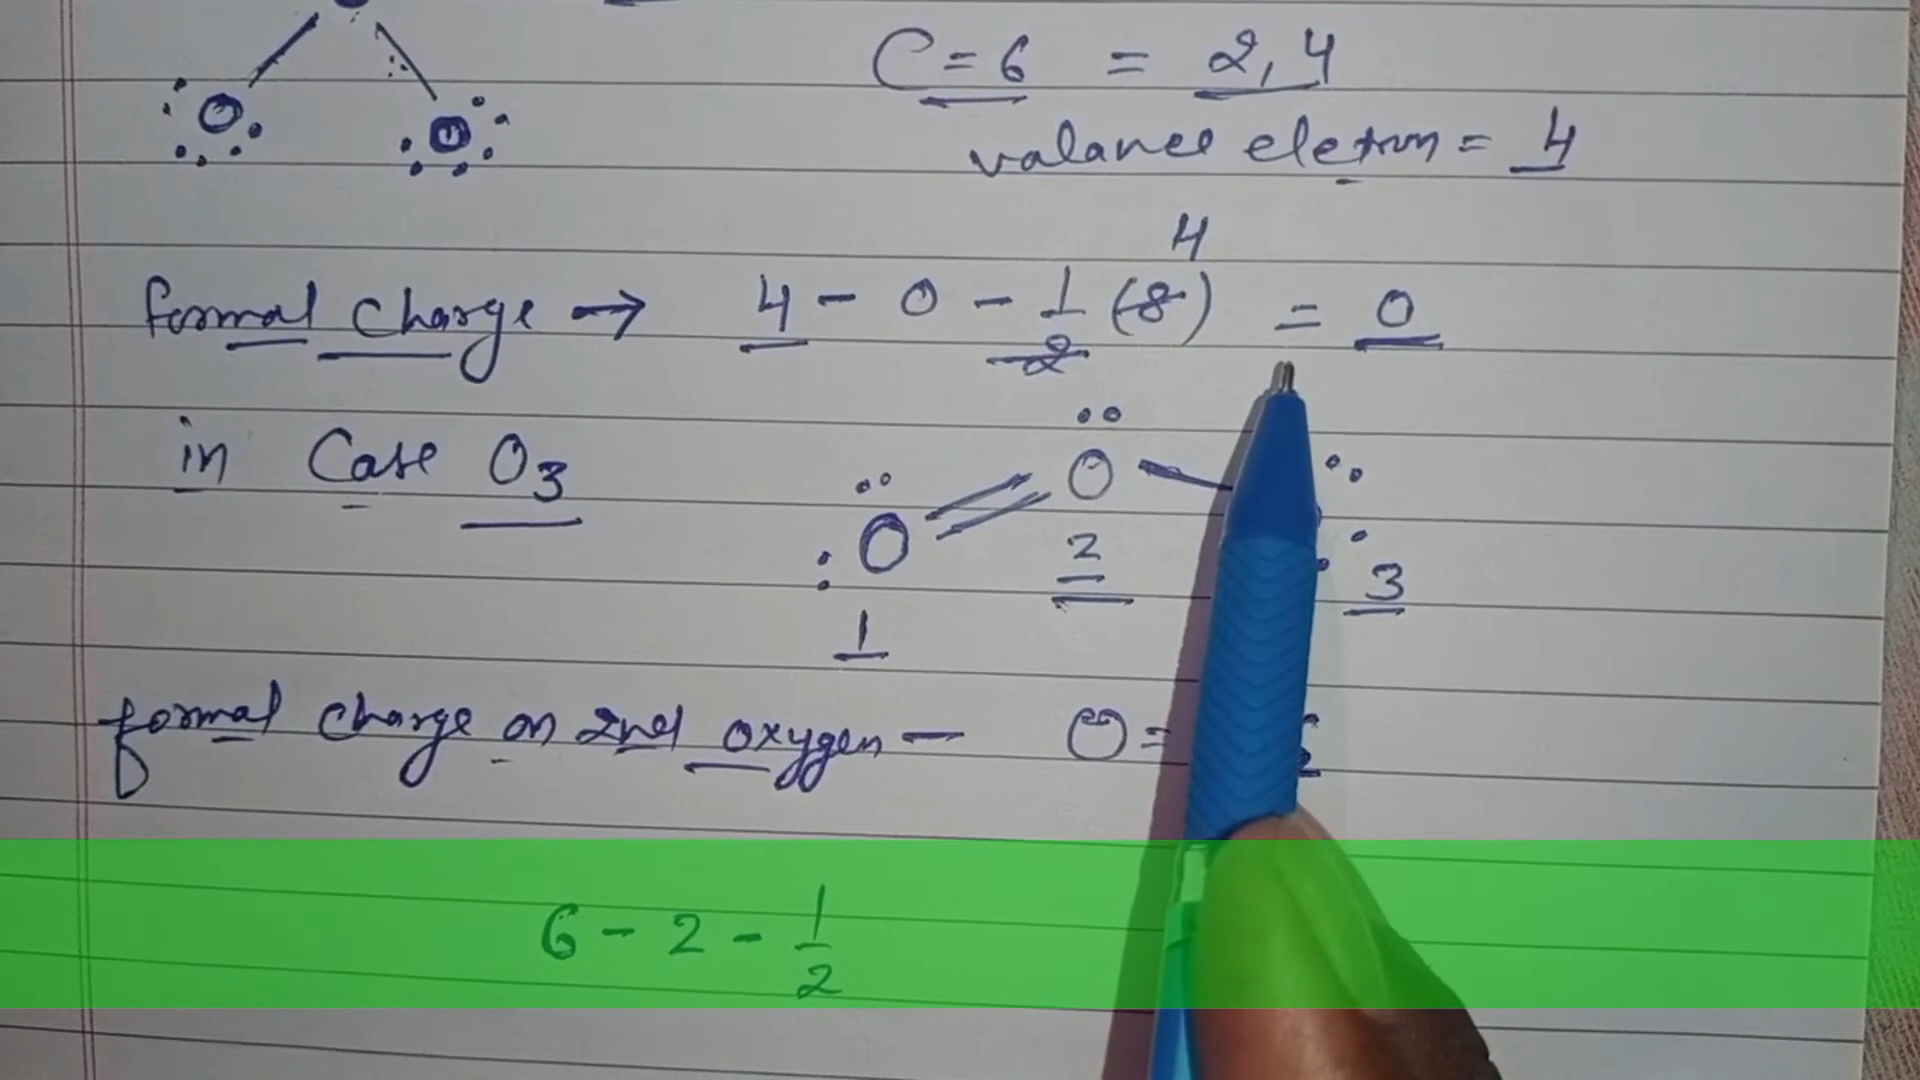 C = 6 = 2, 4
O O
valance eletron = 4
4
formal charge → 4 - 0 - 1/2 (8) = 0
in Case O3
O O
1 2 3
formal charge on 2nd oxygen - O =
6 - 2 - 1/2